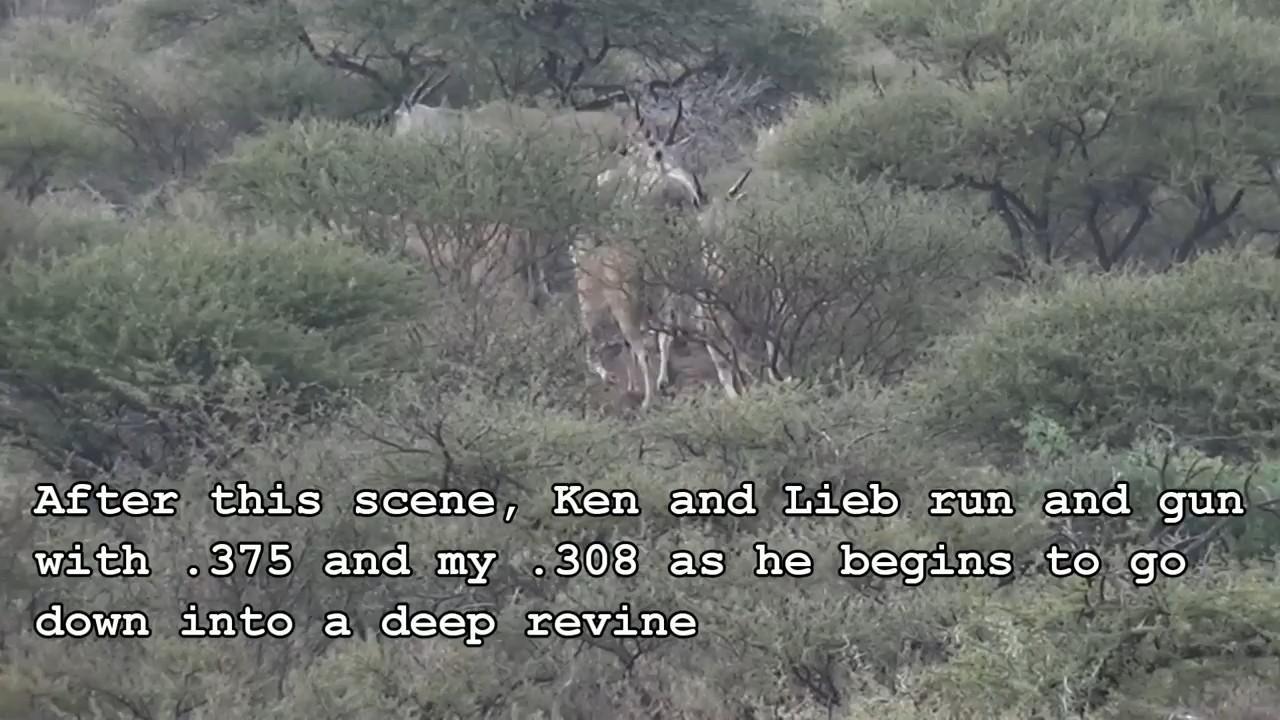 After this scene, Ken and Lieb run and gun
with .375 and my .308 as he begins to go
down into a deep revine